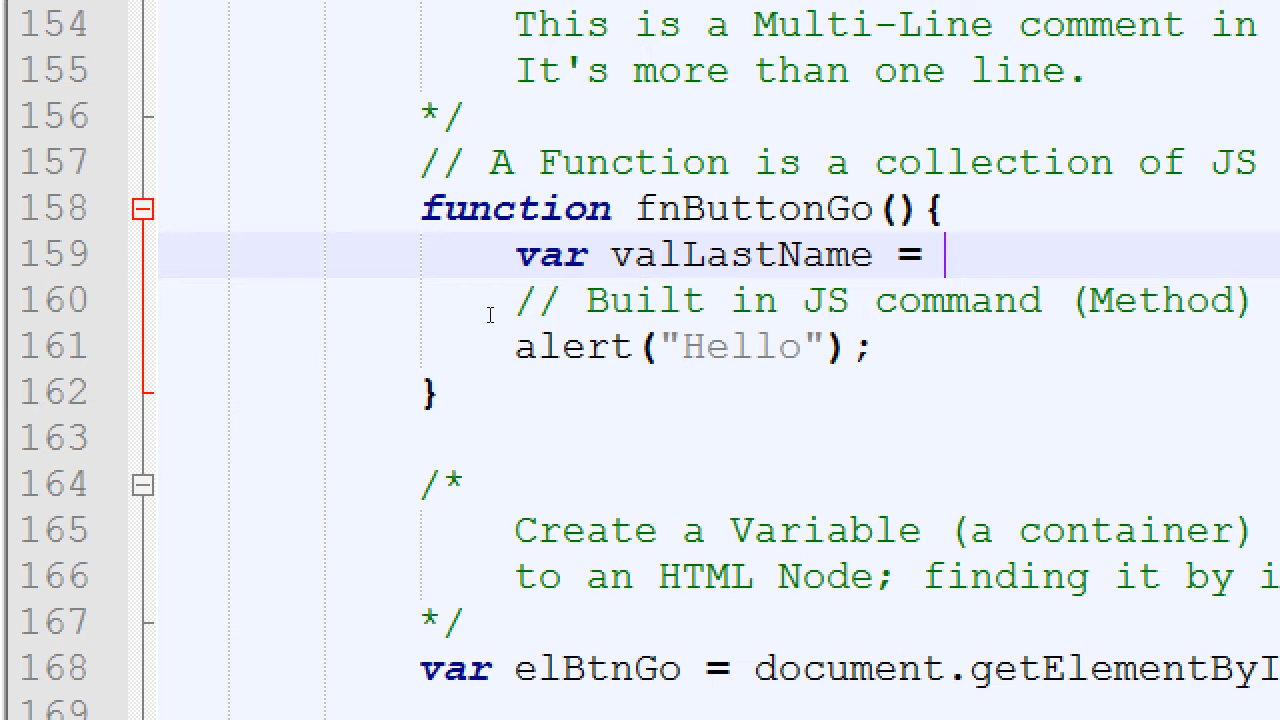 154 This is a Multi-Line comment in
155 It's more than one line.
156 */
157 // A Function is a collection of JS
158 function fnButtonGo(){
159 var valLastName =
160 // Built in JS command (Method)
161 alert("Hello");
162 }
163
164 /*
165 Create a Variable (a container)
166 to an HTML Node; finding it by i
167 */
168 var elBtnGo = document.getElementByI
169